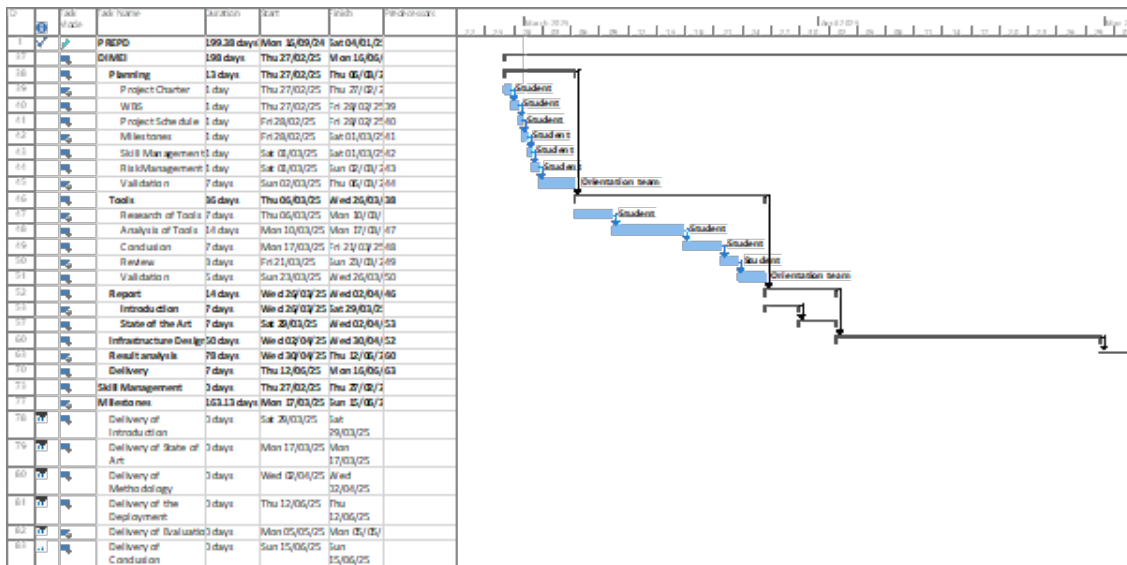 ID Task Mode Task Name Duration Start Finish Predecessors
March 2025 April 2025
1 PREPD 199.38 days Mon 16/09/24 Sat 04/01/2
37 DIMEI 198 days Thu 27/02/25 Mon 16/06/
38 Planning 13 days Thu 27/02/25 Thu 06/03/2
39 Project Charter 1 day Thu 27/02/25 Thu 27/02/2 Student
40 WBS 1 day Thu 27/02/25 Fri 28/02/25 39 Student
41 Project Schedule 1 day Fri 28/02/25 Fri 28/02/25 40 Student
42 Milestones 1 day Fri 28/02/25 Sat 01/03/25 41 Student
43 Skill Management 1 day Sat 01/03/25 Sat 01/03/25 42 Student
44 Risk Management 1 day Sat 01/03/25 Sun 02/03/2 43 Student
45 Validation 7 days Sun 02/03/25 Thu 06/03/2 44 Orientation team
46 Tools 36 days Thu 06/03/25 Wed 26/03/ 38
47 Research of Tools 7 days Thu 06/03/25 Mon 10/03/ Student
48 Analysis of Tools 14 days Mon 10/03/25 Mon 17/03/ 47 Student
49 Conclusion 7 days Mon 17/03/25 Fri 21/03/25 48 Student
50 Review 3 days Fri 21/03/25 Sun 23/03/2 49 Student
51 Validation 5 days Sun 23/03/25 Wed 26/03/ 50 Orientation team
52 Report 14 days Wed 26/03/25 Wed 02/04/ 46
53 Introduction 7 days Wed 26/03/25 Sat 29/03/2
57 State of the Art 7 days Sat 29/03/25 Wed 02/04/ 53
60 Infrastructure Design 50 days Wed 02/04/25 Wed 30/04/ 52
63 Result analysis 78 days Wed 30/04/25 Thu 12/06/2 60
70 Delivery 7 days Thu 12/06/25 Mon 16/06/ 63
Skill Management 0 days Thu 27/02/25 Thu 27/02/2
77 Milestones 163.13 days Mon 17/03/25 Sun 15/06/2
78 Delivery of 0 days Sat 29/03/25 Sat
Introduction 29/03/25
79 Delivery of State of 0 days Mon 17/03/25 Mon
Art 17/03/25
80 Delivery of 0 days Wed 02/04/25 Wed
Methodology 02/04/25
81 Delivery of the 0 days Thu 12/06/25 Thu
Deployment 12/06/25
82 Delivery of Evaluatio 0 days Mon 05/05/25 Mon 05/05/
83 Delivery of 0 days Sun 15/06/25 Sun
Conclusion 15/06/25